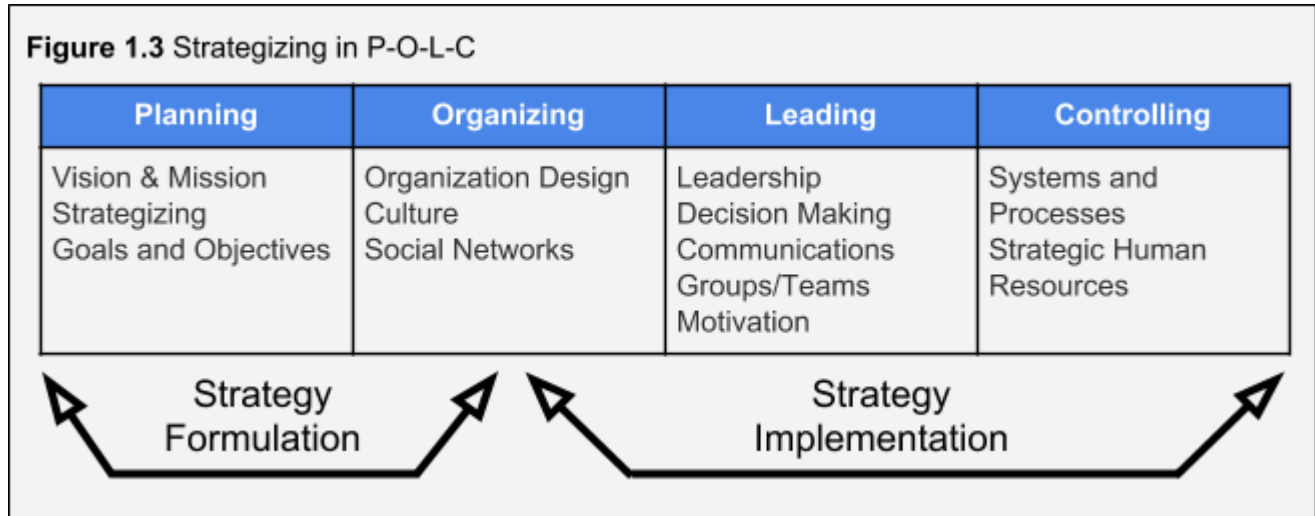 Figure 1.3 Strategizing in P-O-L-C
Planning
Organizing
Leading
Controlling
Vision & Mission
Strategizing
Goals and Objectives
Organization Design
Culture
Social Networks
Leadership
Decision Making
Communications
Groups/Teams
Motivation
Systems and
Processes
Strategic Human
Resources
Strategy
Formulation
Strategy
Implementation